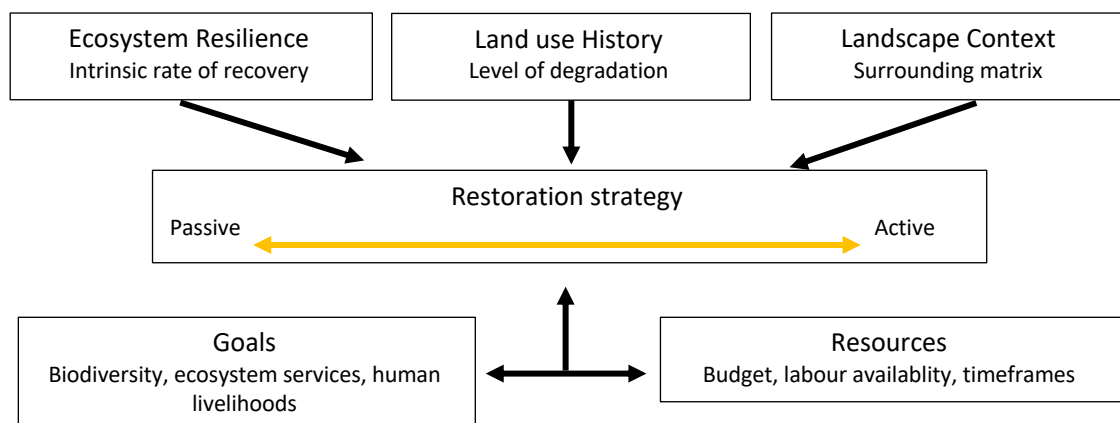 Ecosystem Resilience
Intrinsic rate of recovery
Land use History
Level of degradation
Landscape Context
Surrounding matrix
Restoration strategy
Passive
Active
Goals
Biodiversity, ecosystem services, human
livelihoods
Resources
Budget, labour availablity, timeframes